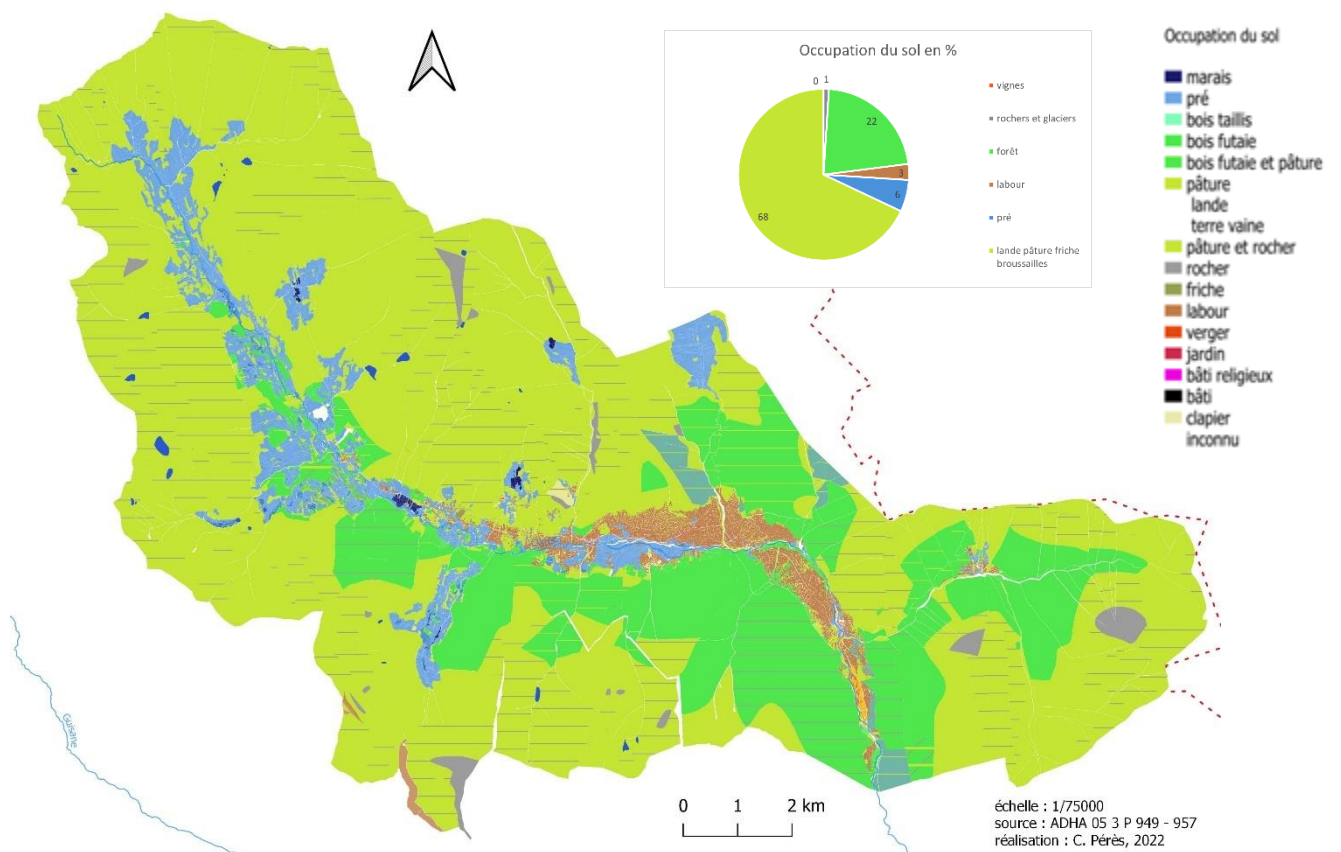 Occupation du sol en %
0
1
22
3
6
68
vignes
rochers et glaciers
forêt
labour
pré
lande pâture friche
broussailles
Occupation du sol
marais
pré
bois taillis
bois futaie
bois futaie et pâture
pâture
lande
terre vaine
pâture et rocher
rocher
friche
labour
verger
jardin
bâti religieux
bâti
clapier
inconnu
Guisane
0 1 2 km
échelle : 1/75000
source : ADHA 05 3 P 949 - 957
réalisation : C. Pérès, 2022